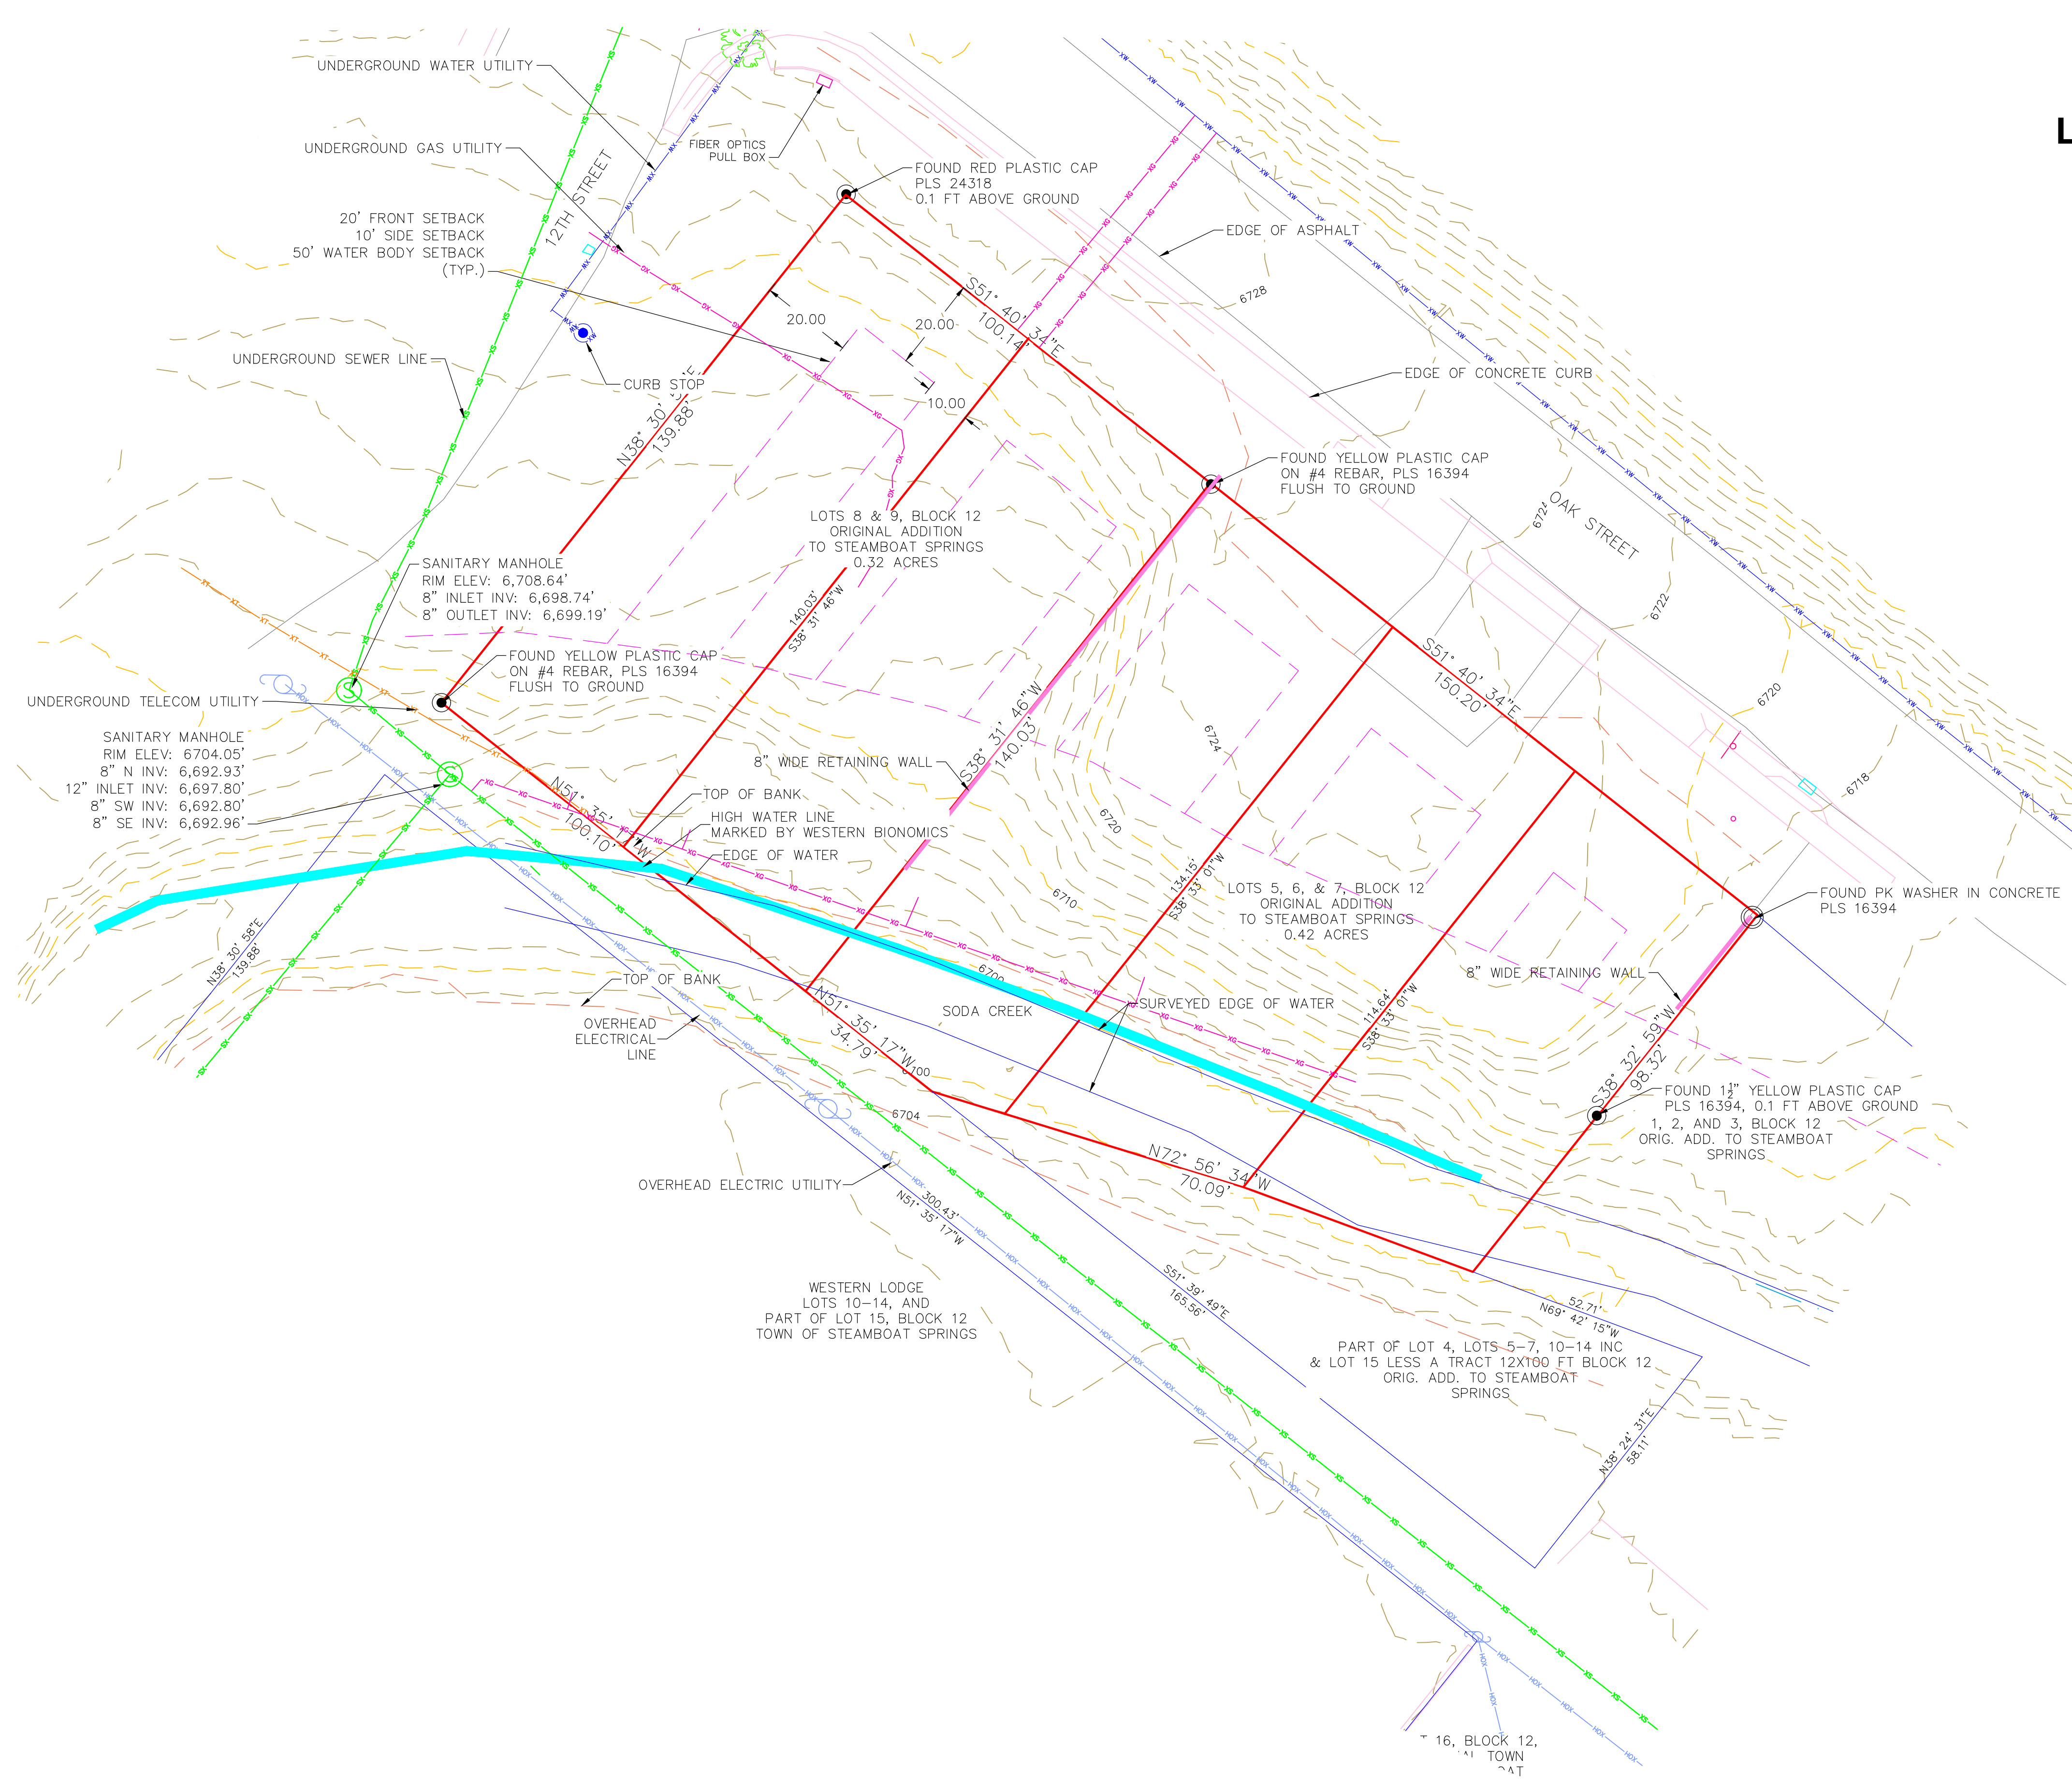 UNDERGROUND WATER UTILITY
UNDERGROUND GAS UTILITY
FIBER OPTICS
PULL BOX
12TH STREET
20' FRONT SETBACK
10' SIDE SETBACK
50' WATER BODY SETBACK
(TYP.)
FOUND RED PLASTIC CAP
PLS 24318
0.1 FT ABOVE GROUND
L
EDGE OF ASPHALT
6728
S51° 40' 34"E
100.14'
20.00
20.00
10.00
UNDERGROUND SEWER LINE
CURB STOP
EDGE OF CONCRETE CURB
N38° 30'
139.88'
FOUND YELLOW PLASTIC CAP
ON #4 REBAR, PLS 16394
FLUSH TO GROUND
OAK STREET
LOTS 8 & 9, BLOCK 12
ORIGINAL ADDITION
TO STEAMBOAT SPRINGS
0.32 ACRES
SANITARY MANHOLE
RIM ELEV: 6,708.64'
8" INLET INV: 6,698.74'
8" OUTLET INV: 6,699.19'
140.03'
S38° 31' 46"W
6722
FOUND YELLOW PLASTIC CAP
ON #4 REBAR, PLS 16394
FLUSH TO GROUND
UNDERGROUND TELECOM UTILITY
S51° 40' 34"E
150.20'
6720
S38° 31' 46"W
140.03'
6724
SANITARY MANHOLE
RIM ELEV: 6704.05'
8" N INV: 6,692.93'
12" INLET INV: 6,697.80'
8" SW INV: 6,692.80'
8" SE INV: 6,692.96'
8" WIDE RETAINING WALL
6718
N51° 35' "W
100.10'
TOP OF BANK
HIGH WATER LINE
MARKED BY WESTERN BIONOMICS
EDGE OF WATER
6720
6710
134.15'
S38° 33' 01"W
LOTS 5, 6, & 7, BLOCK 12
ORIGINAL ADDITION
TO STEAMBOAT SPRINGS
0.42 ACRES
FOUND PK WASHER IN CONCRETE
PLS 16394
N38° 30' 58"E
139.88'
TOP OF BANK
6700
8" WIDE RETAINING WALL
SODA CREEK
SURVEYED EDGE OF WATER
114.64'
S38° 33' 01"W
OVERHEAD
ELECTRICAL
LINE
N51° 35' 17"W
34.79'
S38° 32' 59"W
98.32'
FOUND 1½" YELLOW PLASTIC CAP
PLS 16394, 0.1 FT ABOVE GROUND
1, 2, AND 3, BLOCK 12
ORIG. ADD. TO STEAMBOAT
SPRINGS
6704
N72° 56' 34"W
70.09'
OVERHEAD ELECTRIC UTILITY
300.43'
N51° 35' 17"W
WESTERN LODGE
LOTS 10-14, AND
PART OF LOT 15, BLOCK 12
TOWN OF STEAMBOAT SPRINGS
S51° 39' 49"E
165.56'
52.71'
N69° 42' 15"W
PART OF LOT 4, LOTS 5-7, 10-14 INC
& LOT 15 LESS A TRACT 12X100 FT BLOCK 12
ORIG. ADD. TO STEAMBOAT
SPRINGS
N38° 24' 31"E
58.11'
16, BLOCK 12,
TOWN